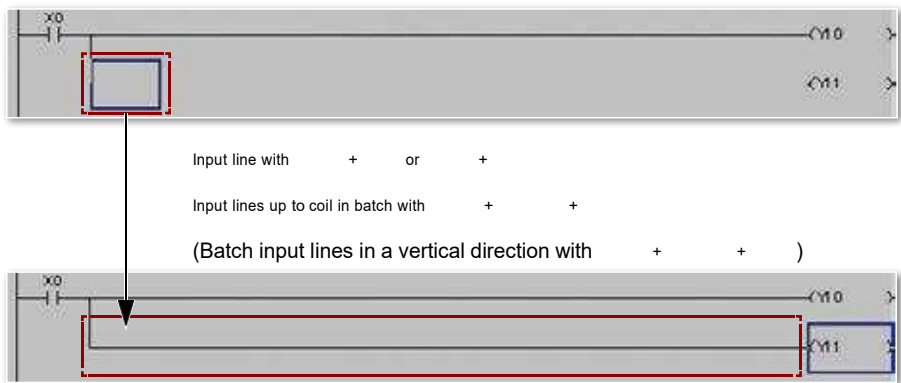 X0
Y10
Y11
Input line with + or +
Input lines up to coil in batch with + +
(Batch input lines in a vertical direction with + + )
X0
Y10
Y11